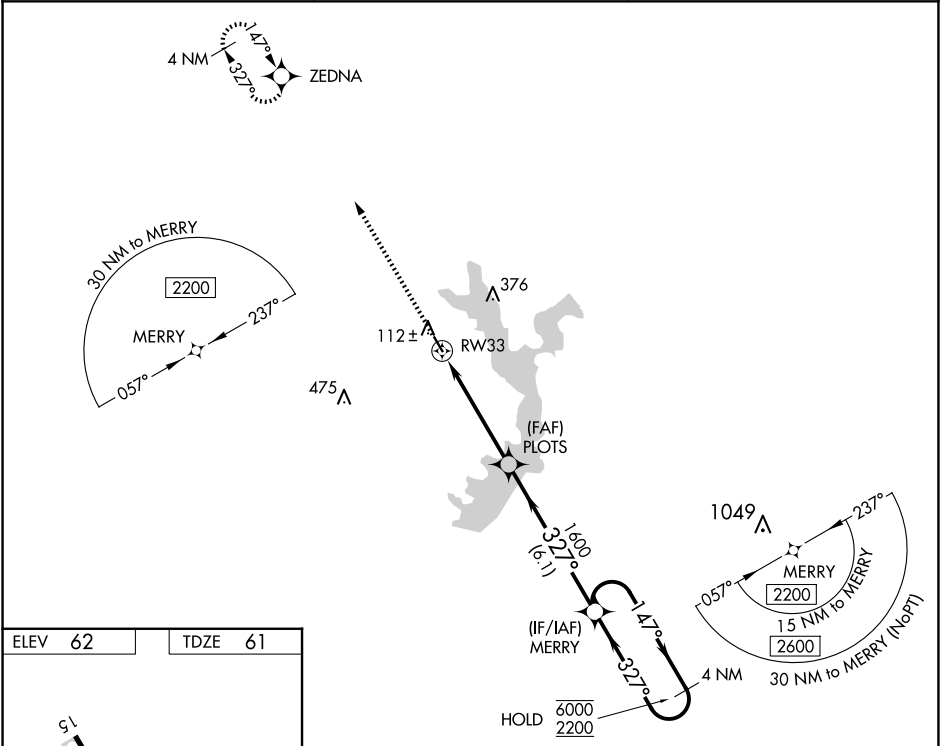 4 NM
147°
327°
ZEDNA
30 NM to MERRY
2200
MERRY
237°
057°
376
112±
RW33
475
(FAF)
PLOTS
1600
327°
(6.1)
(IF/IAF)
MERRY
147°
327°
4 NM
HOLD
6000
2200
1049
237°
MERRY
057°
2200
15 NM to MERRY
2600
30 NM to MERRY (NoPT)
ELEV 62
TDZE 61
15